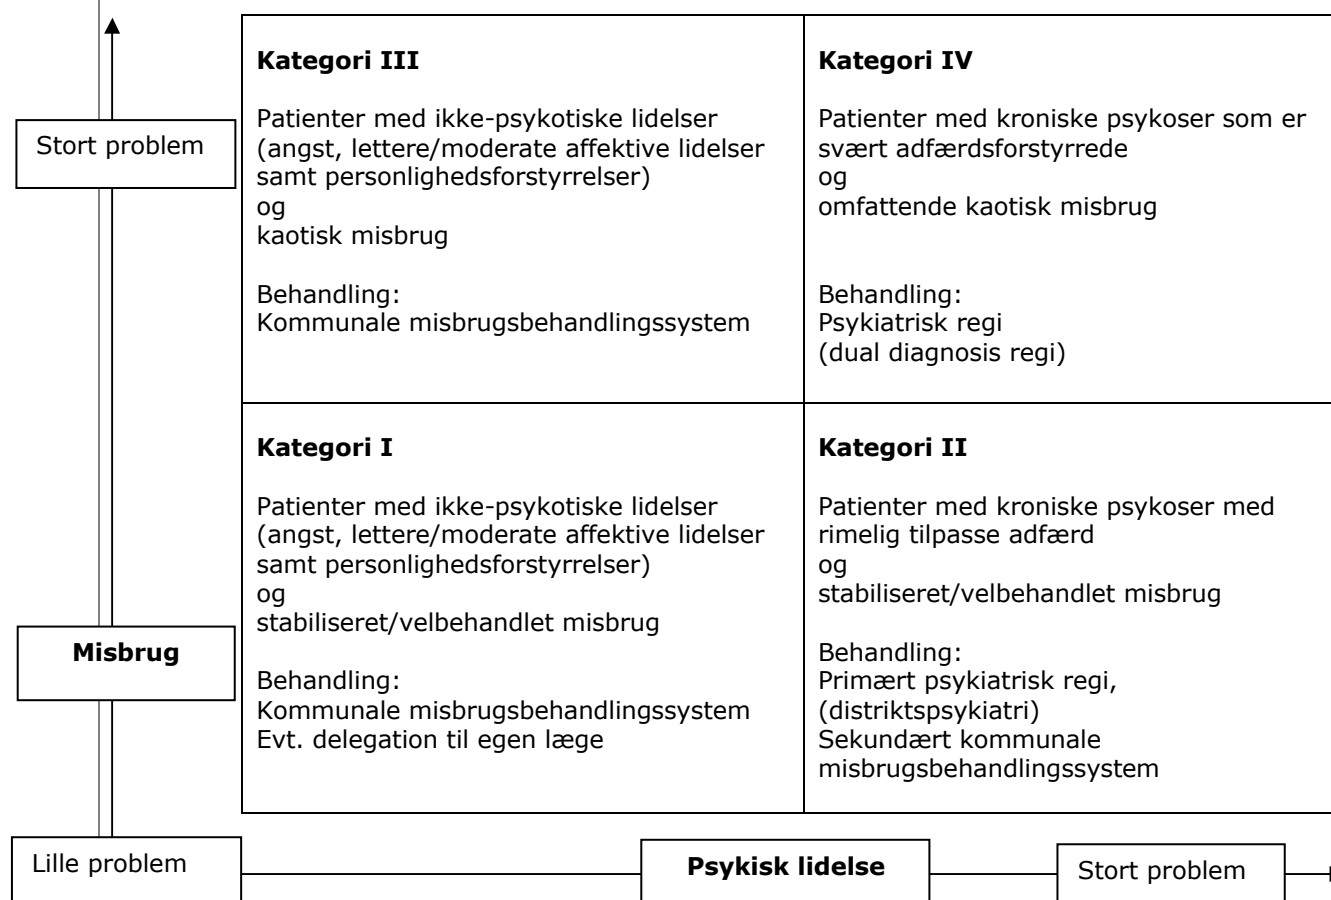 Kategori III
Patienter med ikke-psykotiske lidelser
(angst, lettere/moderate affektive lidelser
samt personlighedsforstyrrelser)
og
kaotisk misbrug
Behandling:
Kommunale misbrugsbehandlingssystem
Kategori IV
Patienter med kroniske psykoser som er
svært adfærdsforstyrrede
og
omfattende kaotisk misbrug
Behandling:
Psykiatrisk regi
(dual diagnosis regi)
Stort problem
Kategori I
Patienter med ikke-psykotiske lidelser
(angst, lettere/moderate affektive lidelser
samt personlighedsforstyrrelser)
og
stabiliseret/velbehandlet misbrug
Behandling:
Kommunale misbrugsbehandlingssystem
Evt. delegation til egen læge
Kategori II
Patienter med kroniske psykoser med
rimelig tilpasse adfærd
og
stabiliseret/velbehandlet misbrug
Behandling:
Primært psykiatrisk regi,
(distriktspsykiatri)
Sekundært kommunale
misbrugsbehandlingssystem
Misbrug
Lille problem
Psykisk lidelse
Stort problem